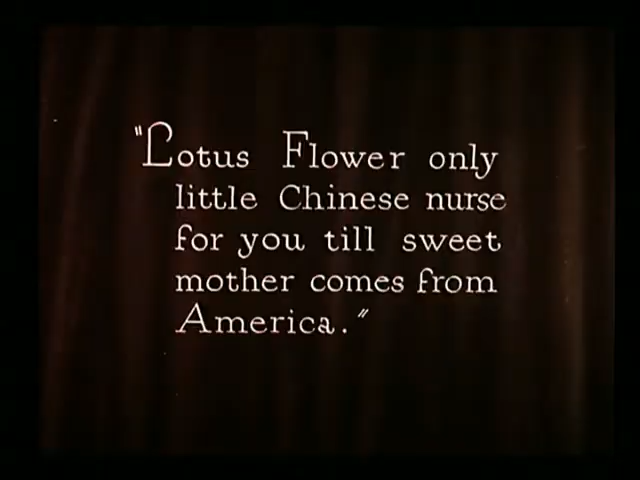 "Lotus Flower only
little Chinese nurse
for you till sweet
mother comes from
America."